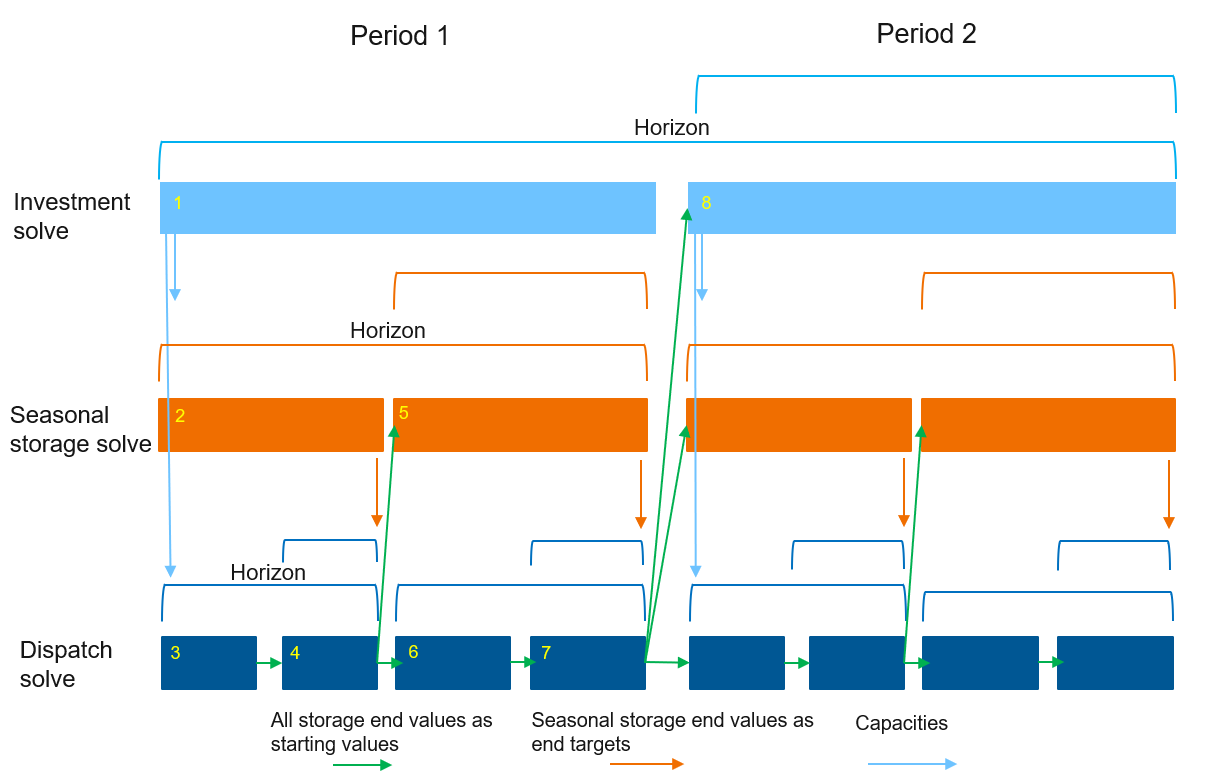 Period 1
Period 2
Horizon
Investment
solve
1
8
Horizon
Seasonal
storage solve
2
5
Horizon
Dispatch
solve
3
4
6
7
All storage end values as
starting values
Seasonal storage end values as
end targets
Capacities